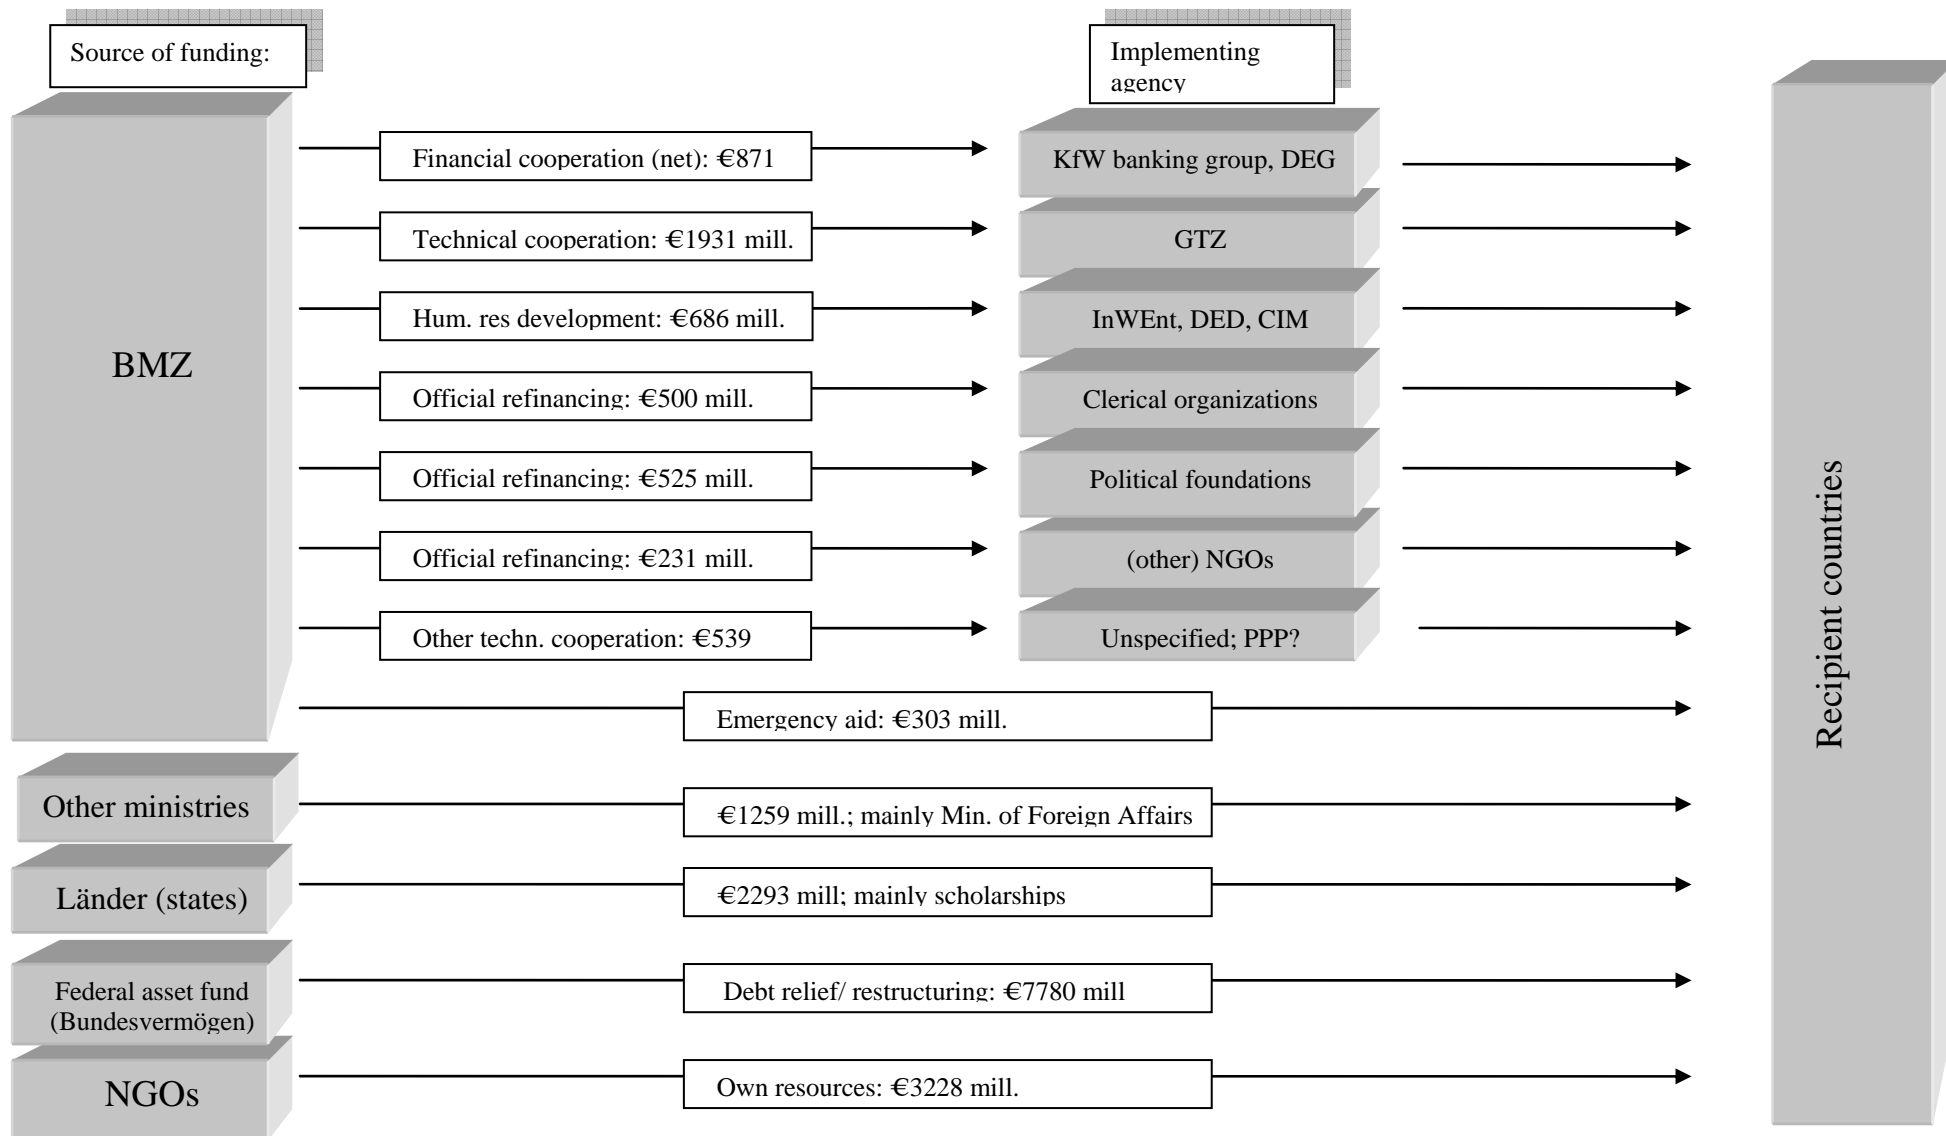 Source of funding:
Implementing
agency
BMZ
Financial cooperation (net): €871
KfW banking group, DEG
Technical cooperation: €1931 mill.
GTZ
Hum. res development: €686 mill.
InWEnt, DED, CIM
Official refinancing: €500 mill.
Clerical organizations
Official refinancing: €525 mill.
Political foundations
Official refinancing: €231 mill.
(other) NGOs
Other techn. cooperation: €539
Unspecified; PPP?
Emergency aid: €303 mill.
Other ministries
€1259 mill.; mainly Min. of Foreign Affairs
Länder (states)
€2293 mill; mainly scholarships
Federal asset fund
(Bundesvermögen)
Debt relief/ restructuring: €7780 mill
NGOs
Own resources: €3228 mill.
Recipient countries